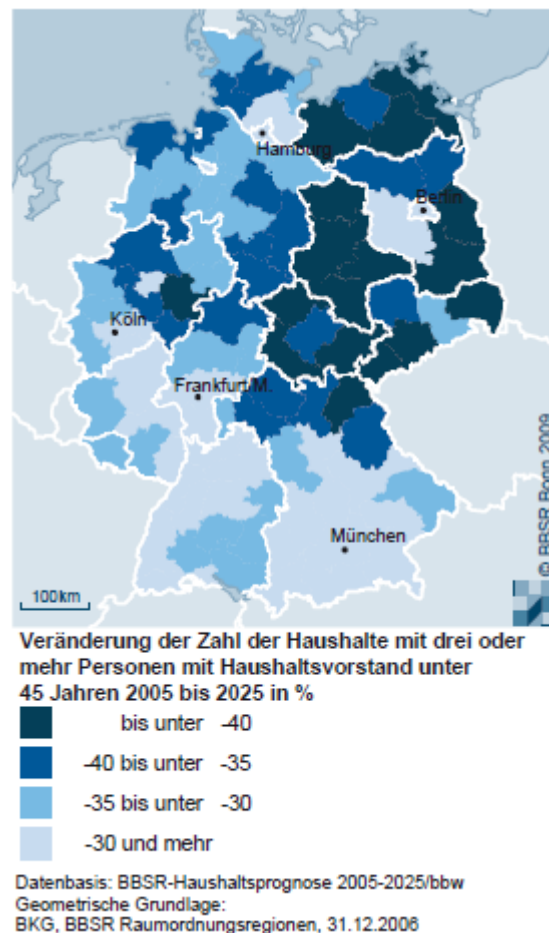 Hamburg
Berlin
Köln
Frankfurt/M.
München
100km
© BBSR Bonn 2009
Veränderung der Zahl der Haushalte mit drei oder
mehr Personen mit Haushaltsvorstand unter
45 Jahren 2005 bis 2025 in %
bis unter -40
-40 bis unter -35
-35 bis unter -30
-30 und mehr
Datenbasis: BBSR-Haushaltsprognose 2005-2025/bbw
Geometrische Grundlage:
BKG, BBSR Raumordnungsregionen, 31.12.2006